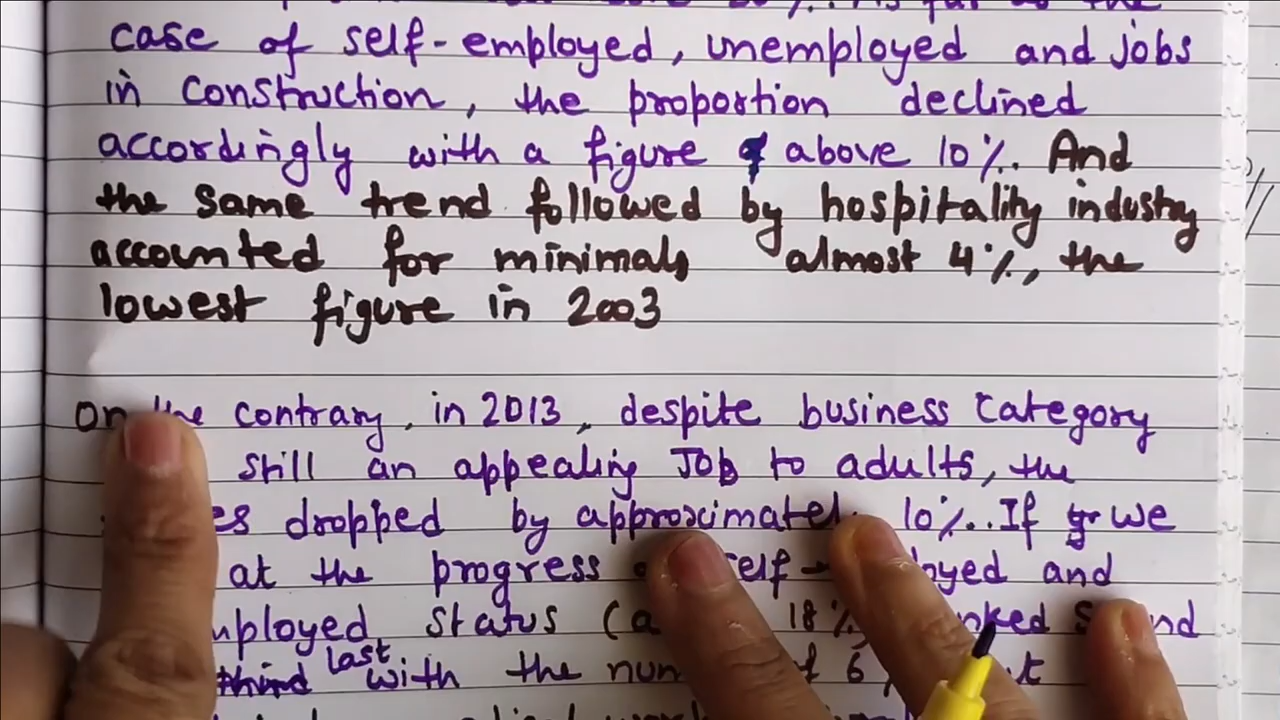 case of self-employed, unemployed and jobs
in construction, the proportion declined
accordingly with a figure above 10%. And
the same trend followed by hospitality industry
accounted for minimals almost 4%, the
lowest figure in 2003
On the contrary, in 2013, despite business category
still an appealing Job to adults, the
dropped by approximately 10%.. If we
at the progress and
status 18%
last with the 6